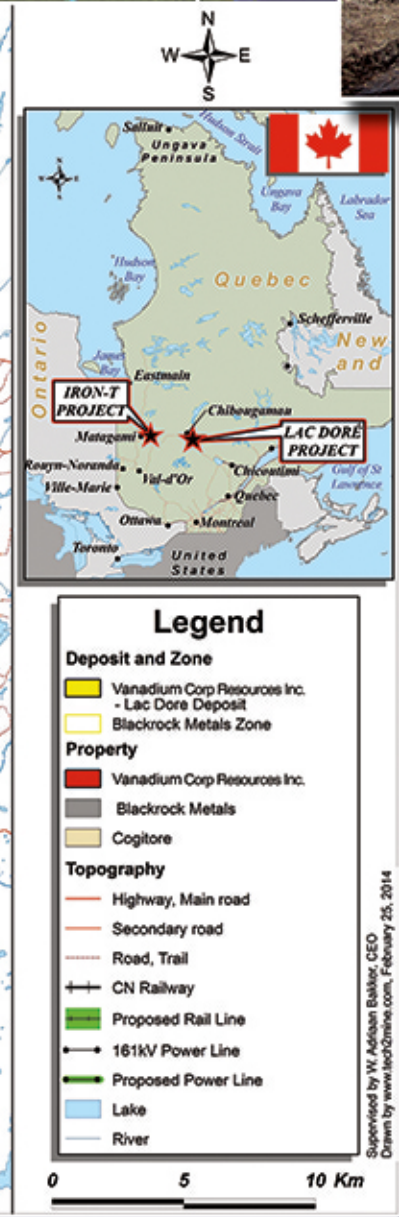 N
W E
S
N
W E
S
Salluit
Hudson Strait
Ungava
Peninsula
Ungava
Bay
Labrador
Sea
Hudson
Bay
Quebec
Schefferville
New
and
Ontario
James
Bay
Eastmain
IRON-T
PROJECT
Chibougamau
Matagami
LAC DORÉ
PROJECT
Rouyn-Noranda
Val-d'Or
Chicoutimi
Gulf of St
Lawrence
Ville-Marie
Quebec
Ottawa
Montreal
Toronto
United
States
Legend
Deposit and Zone
Vanadium Corp Resources Inc.
- Lac Dore Deposit
Blackrock Metals Zone
Property
Vanadium Corp Resources Inc.
Blackrock Metals
Cogitore
Topography
Highway, Main road
Secondary road
Road, Trail
CN Railway
Proposed Rail Line
161kV Power Line
Proposed Power Line
Lake
River
0 5 10 Km
Supervised by W. Adriaan Bakker, CEO
Drawn by www.tech2mine.com, February 25, 2014